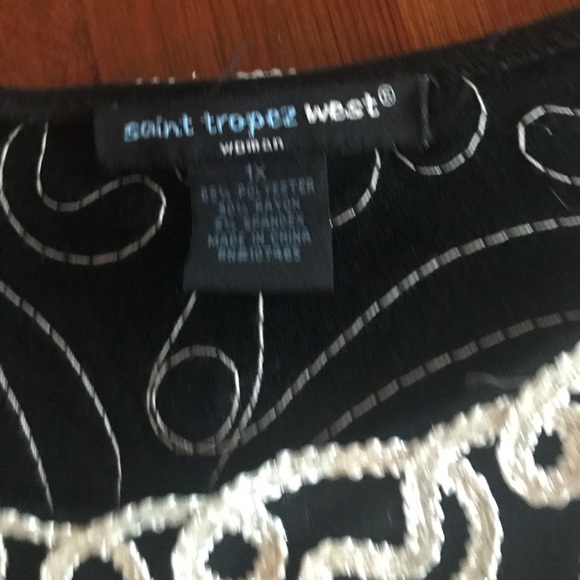 saint tropez west®
woman
1X
65% POLYESTER
30% RAYON
5% SPANDEX
MADE IN CHINA